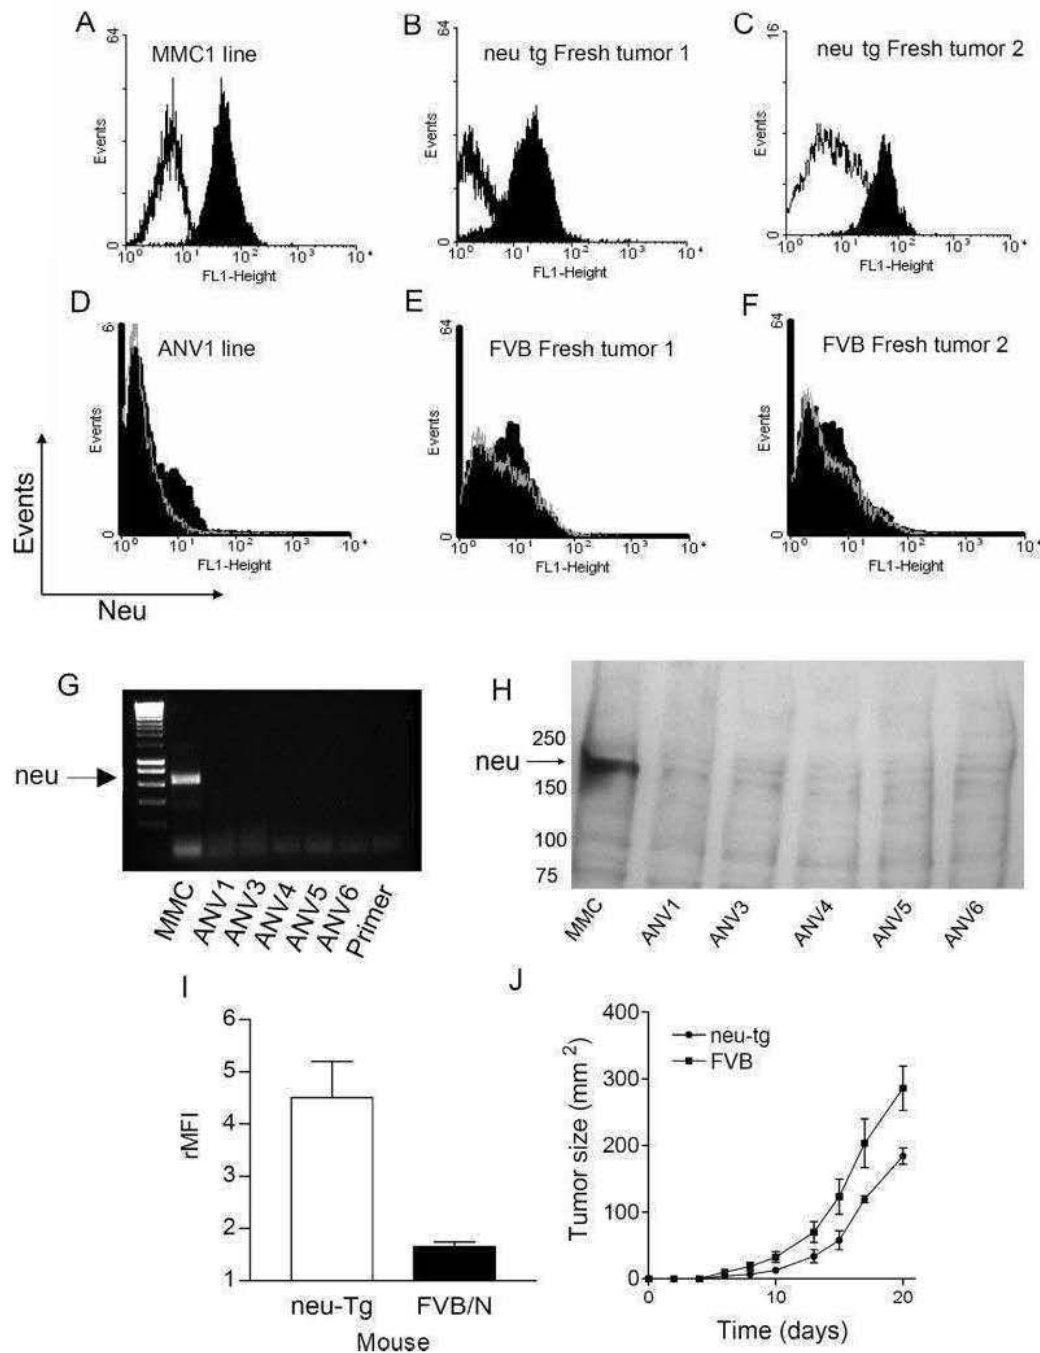 A
64
MMC1 line
Events
0
10⁰ 10¹ 10² 10³ 10⁴
FL1-Height
B
64
neu tg Fresh tumor 1
Events
0
10⁰ 10¹ 10² 10³ 10⁴
FL1-Height
C
16
neu tg Fresh tumor 2
Events
0
10⁰ 10¹ 10² 10³ 10⁴
FL1-Height
D
6
ANV1 line
Events
0
10⁰ 10¹ 10² 10³ 10⁴
FL1-Height
E
64
FVB Fresh tumor 1
Events
0
10⁰ 10¹ 10² 10³ 10⁴
FL1-Height
F
64
FVB Fresh tumor 2
Events
0
10⁰ 10¹ 10² 10³ 10⁴
FL1-Height
Events
Neu
G
neu
MMC
ANV1
ANV3
ANV4
ANV5
ANV6
Primer
H
250
neu
150
100
75
MMC
ANV1
ANV3
ANV4
ANV5
ANV6
I
6
5
4
3
2
1
rMFI
neu-Tg FVB/N
Mouse
J
400
300
200
100
0
Tumor size (mm²)
neu-tg
FVB
0 10 20
Time (days)